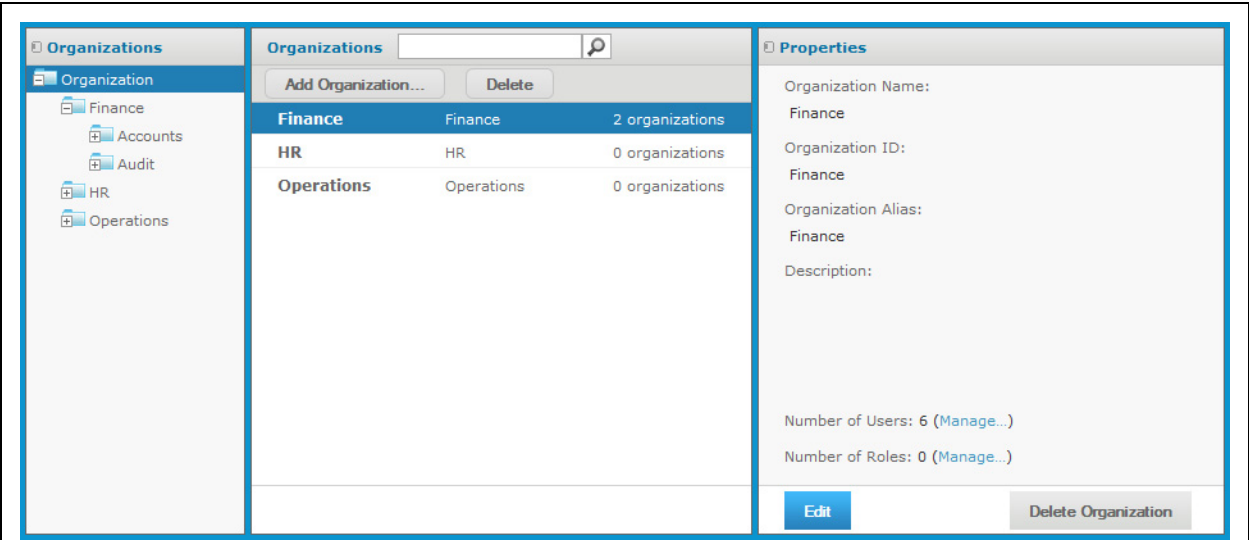 Organizations
Organization
Finance
Accounts
Audit
HR
Operations
Organizations
Add Organization... Delete
Finance Finance 2 organizations
HR HR 0 organizations
Operations Operations 0 organizations
Properties
Organization Name:
Finance
Organization ID:
Finance
Organization Alias:
Finance
Description:
Number of Users: 6 (Manage...)
Number of Roles: 0 (Manage...)
Edit Delete Organization